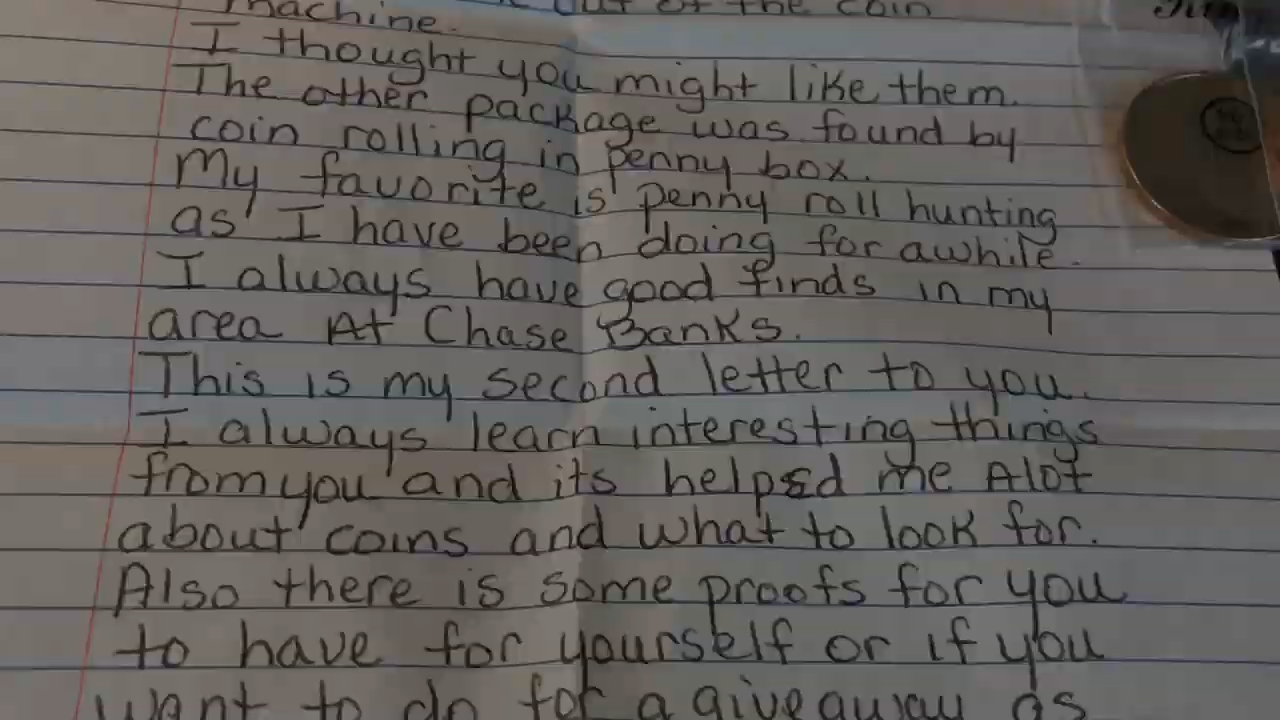 machine. out of the coin
I thought you might like them.
The other package was found by
coin rolling in penny box.
My favorite is penny roll hunting
as I have been doing for awhile.
I always have good finds in my
area At Chase Banks.
This is my second letter to you.
I always learn interesting things
from you and its helped me Alot
about coins and what to look for.
Also there is some proofs for you
to have for yourself or if you
want to do for a giveaway as